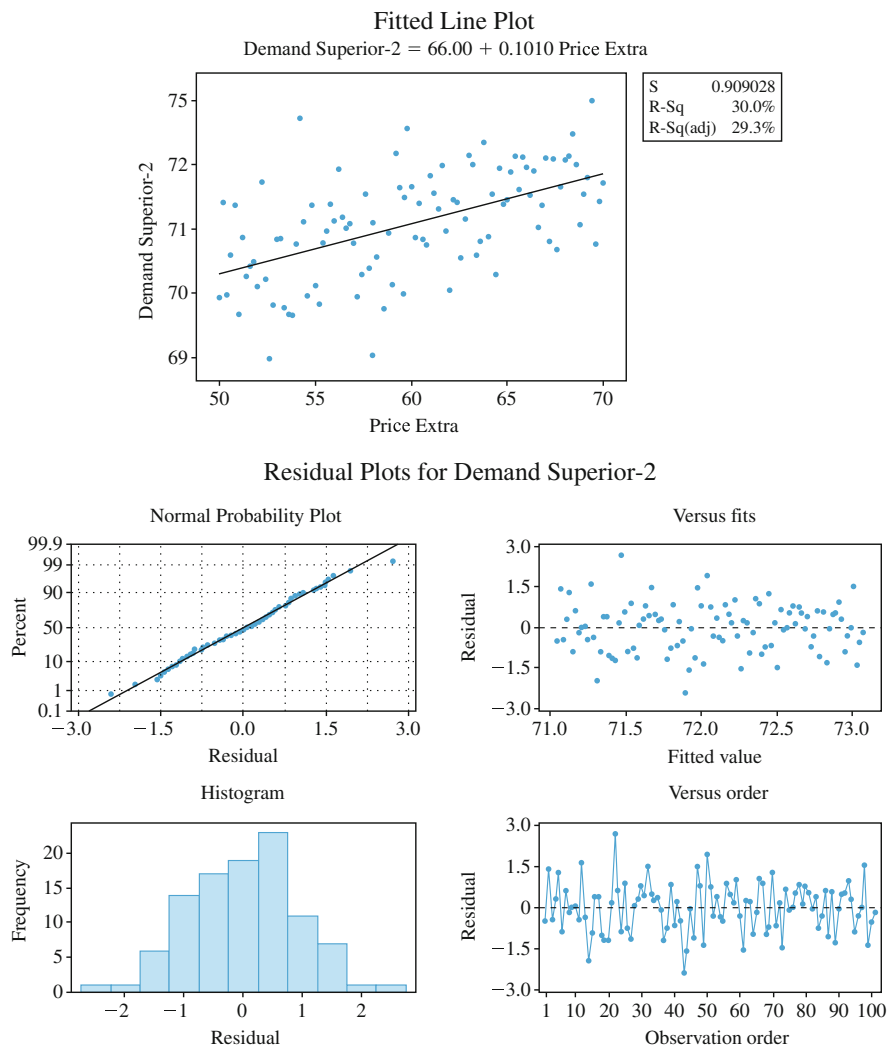 Fitted Line Plot
Demand Superior-2 = 66.00 + 0.1010 Price Extra
S 0.909028
R-Sq 30.0%
R-Sq(adj) 29.3%
75
72
71
70
69
Demand Superior-2
50 55 60 65 70
Price Extra
Residual Plots for Demand Superior-2
Normal Probability Plot
99.9
99
90
50
10
1
0.1
Percent
−3.0 −1.5 0.0 1.5 3.0
Residual
Versus fits
3.0
1.5
0
−1.5
−3.0
Residual
71.0 71.5 72.0 72.5 73.0
Fitted value
Histogram
20
15
10
5
0
Frequency
−2 −1 0 1 2
Residual
Versus order
3.0
1.5
0
−1.5
−3.0
Residual
1 10 20 30 40 50 60 70 80 90 100
Observation order